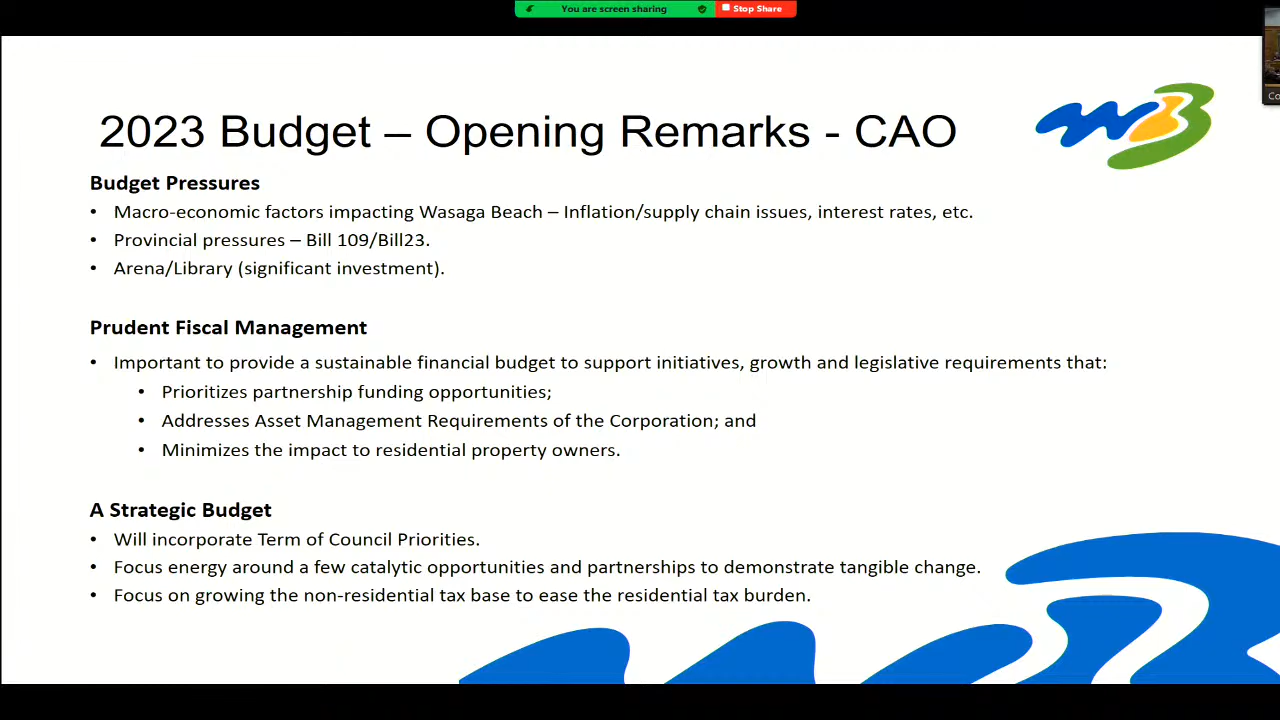 You are screen sharing
Stop Share
2023 Budget – Opening Remarks - CAO
Budget Pressures
• Macro-economic factors impacting Wasaga Beach – Inflation/supply chain issues, interest rates, etc.
• Provincial pressures – Bill 109/Bill23.
• Arena/Library (significant investment).
Prudent Fiscal Management
• Important to provide a sustainable financial budget to support initiatives, growth and legislative requirements that:
• Prioritizes partnership funding opportunities;
• Addresses Asset Management Requirements of the Corporation; and
• Minimizes the impact to residential property owners.
A Strategic Budget
• Will incorporate Term of Council Priorities.
• Focus energy around a few catalytic opportunities and partnerships to demonstrate tangible change.
• Focus on growing the non-residential tax base to ease the residential tax burden.